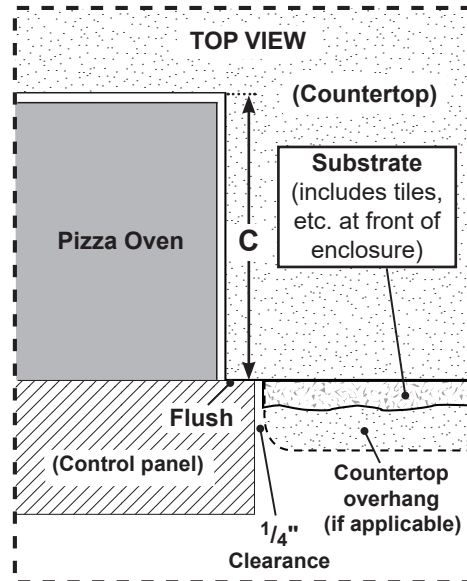 TOP VIEW
(Countertop)
Substrate
(includes tiles,
etc. at front of
enclosure)
Pizza Oven
C
Flush
(Control panel)
Countertop
overhang
(if applicable)
1/4"
Clearance